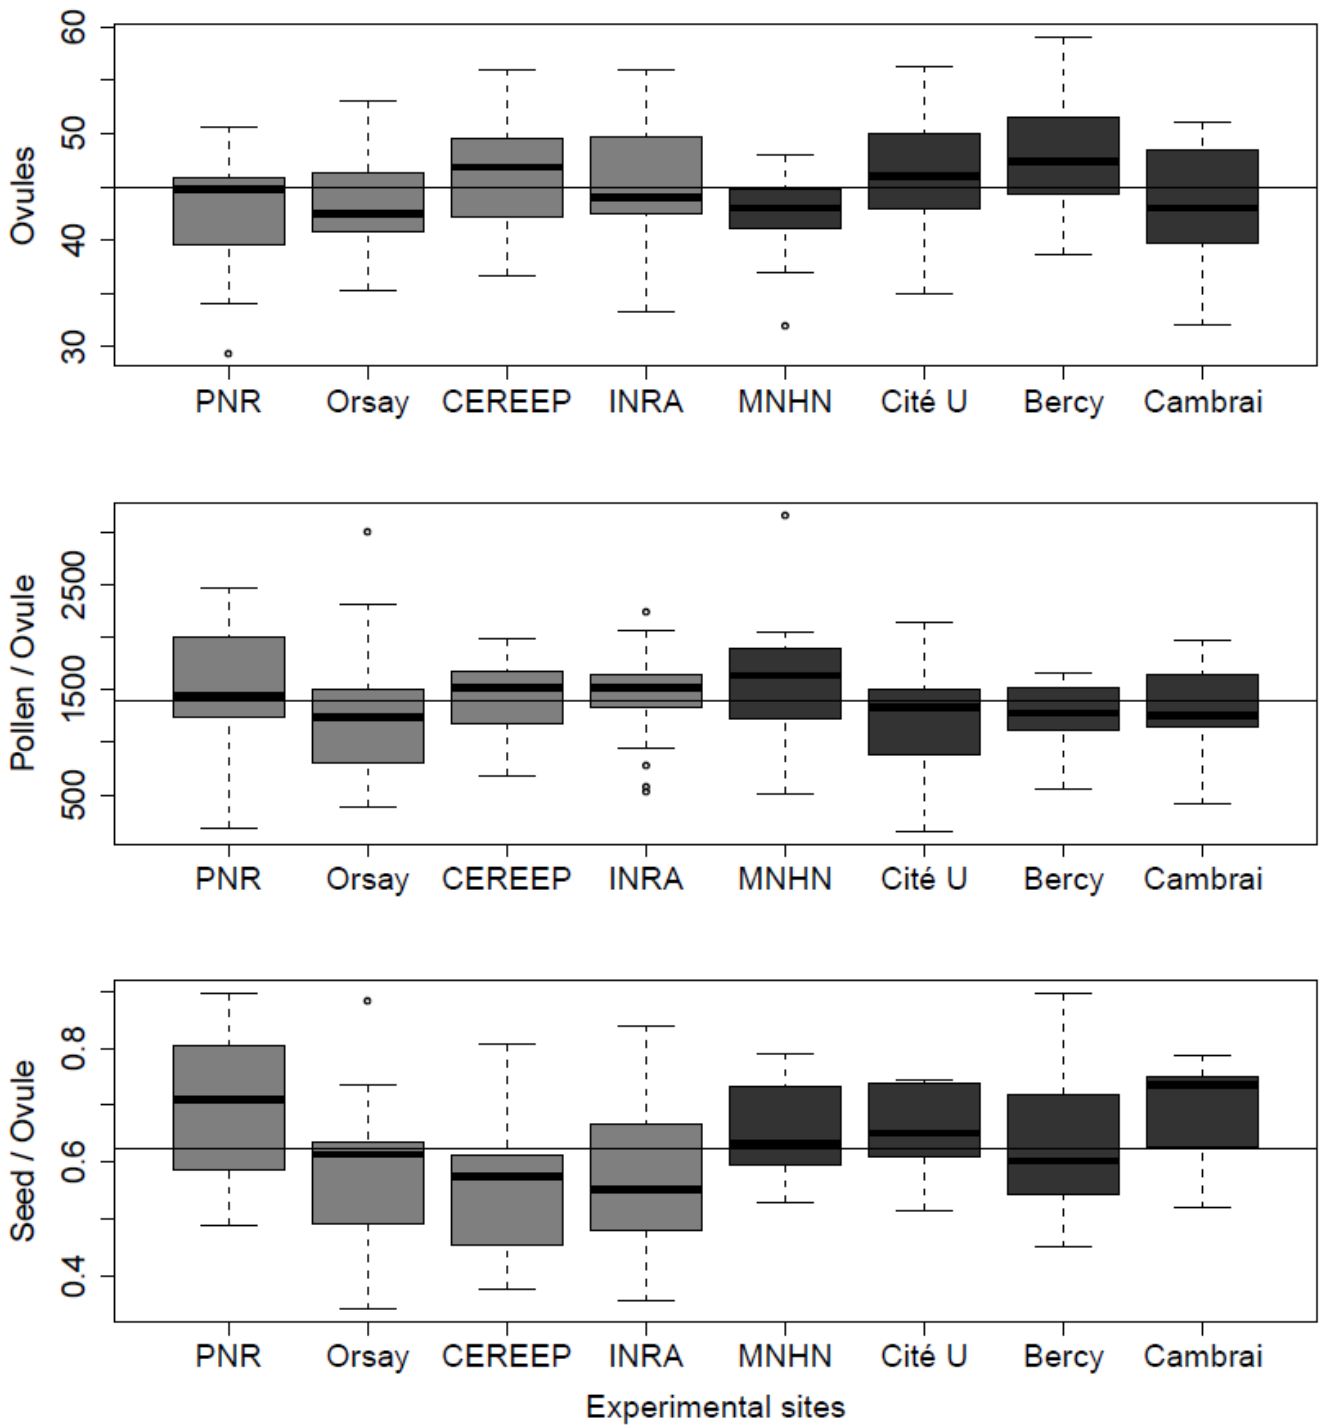 Ovules
60
50
40
30
PNR Orsay CEREEP INRA MNHN Cité U Bercy Cambrai
Pollen / Ovule
2500
1500
500
PNR Orsay CEREEP INRA MNHN Cité U Bercy Cambrai
Seed / Ovule
0.8
0.6
0.4
PNR Orsay CEREEP INRA MNHN Cité U Bercy Cambrai
Experimental sites